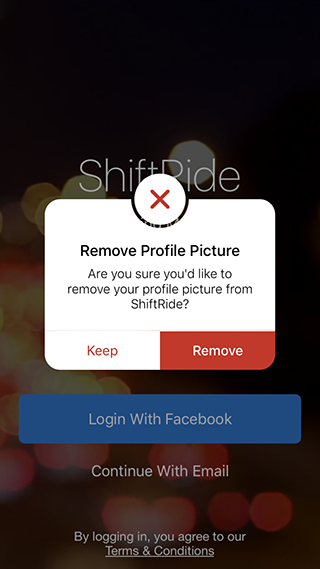 ShiftRide
Remove Profile Picture
Are you sure you'd like to
remove your profile picture from
ShiftRide?
Keep
Remove
Login With Facebook
Continue With Email
By logging in, you agree to our
Terms & Conditions